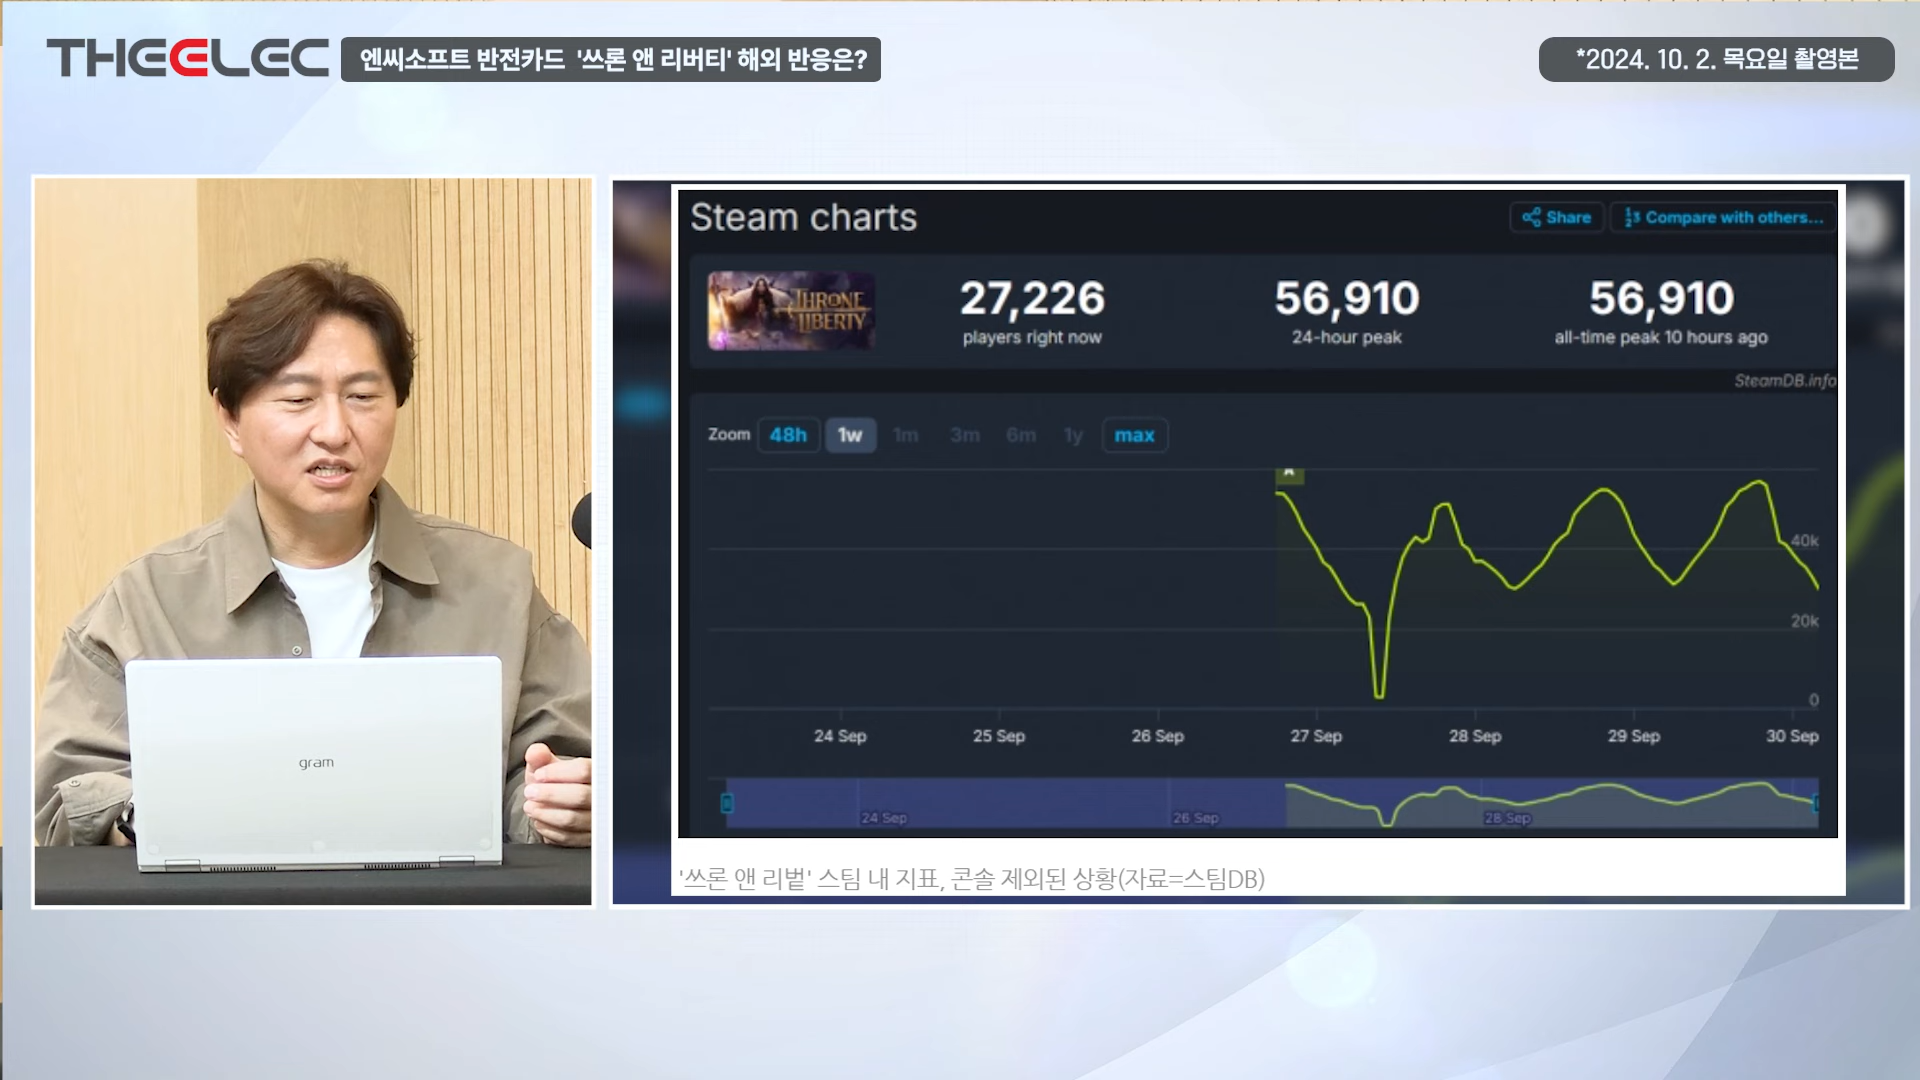 THEELEC
엔씨소프트 반전카드 '쓰론 앤 리버티' 해외 반응은?
*2024. 10. 2. 목요일 촬영본
Steam charts
Share
Compare with others...
THRONE
LIBERTY
27,226
players right now
56,910
24-hour peak
56,910
all-time peak 10 hours ago
SteamDB.info
Zoom 48h 1w 1m 3m 6m 1y max
A
40k
20k
0
24 Sep 25 Sep 26 Sep 27 Sep 28 Sep 29 Sep 30 Sep
24 Sep 26 Sep 28 Sep
'쓰론 앤 리벝' 스팀 내 지표, 콘솔 제외된 상황(자료=스팀DB)
gram